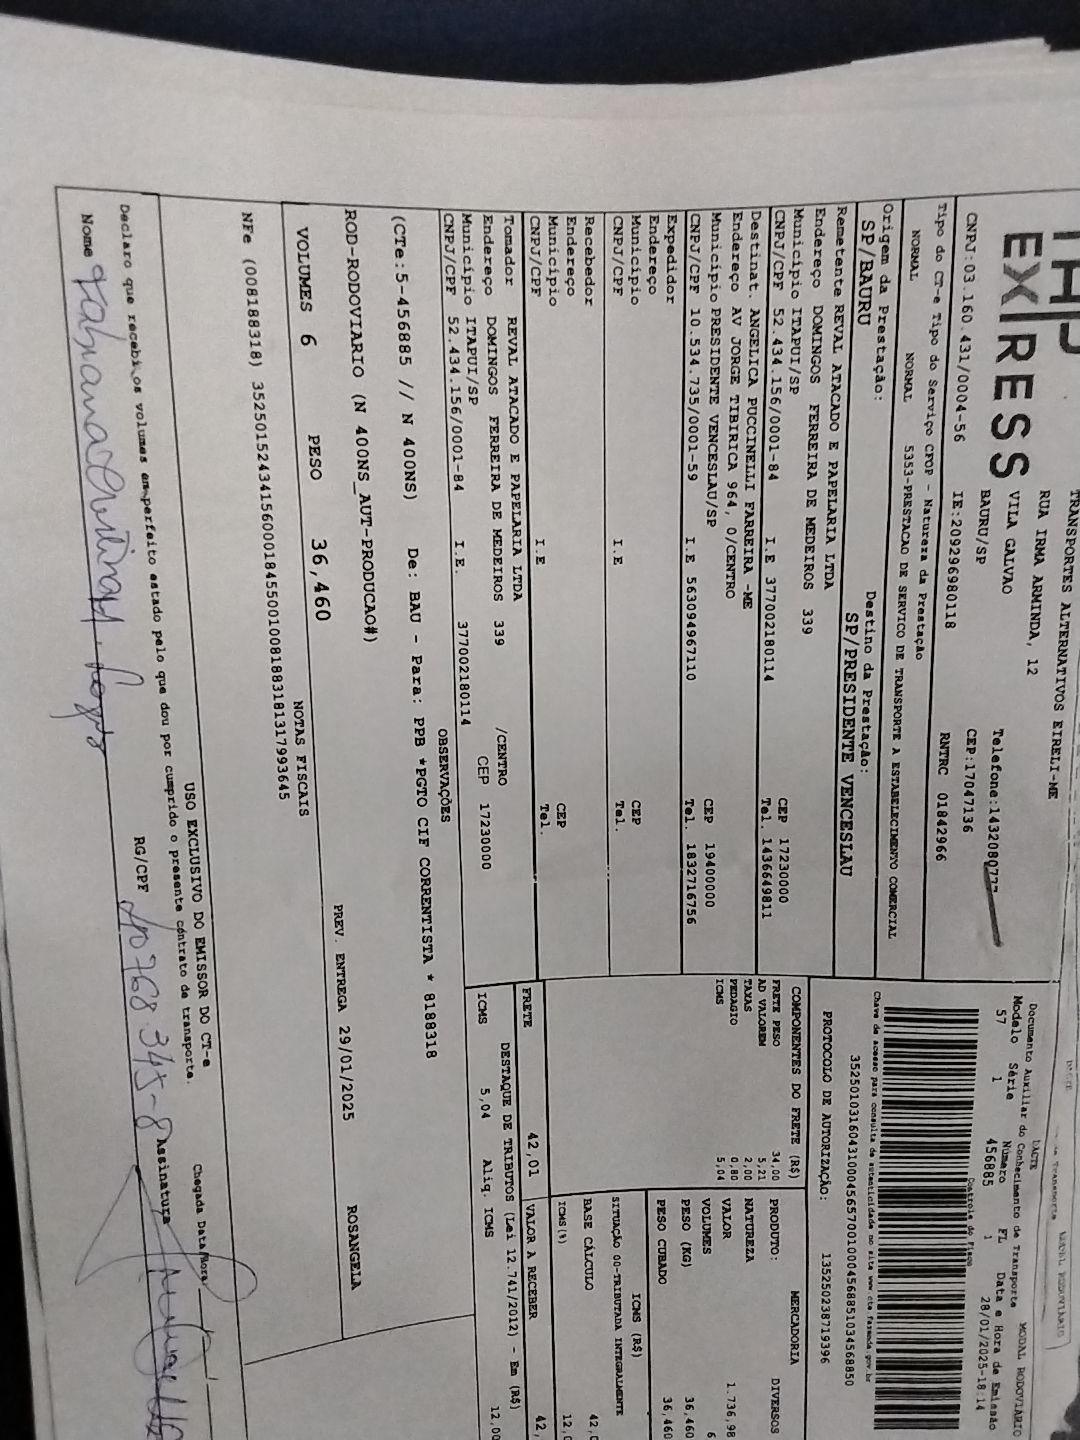 EX|RESS
TRANSPORTES ALTERNATIVOS EIRELI-ME
RUA IRMA ARMINDA, 12
VILA GALVAO
BAURU/SP
Telefone:1432080777
CEP:17047136
CNPJ:03.160.431/0004-56 IE:209296980118 RNTRC 01842966
Tipo do CT-e Tipo do Serviço CFOP - Natureza da Prestação
NORMAL NORMAL 5353-PRESTACAO DE SERVICO DE TRANSPORTE A ESTABELECIMENTO COMERCIAL
Origem da Prestação: Destino da Prestação:
SP/BAURU SP/PRESIDENTE VENCESLAU
Remetente REVAL ATACADO E PAPELARIA LTDA
Endereço DOMINGOS FERREIRA DE MEDEIROS 339
Município ITAPUI/SP CEP 17230000
CNPJ/CPF 52.434.156/0001-84 I.E 377002180114 Tel. 1436649811
Destinat. ANGELICA PUCCINELLI FARREIRA -ME
Endereço AV JORGE TIBIRICA 964, 0/CENTRO
Município PRESIDENTE VENCESLAU/SP CEP 19400000
CNPJ/CPF 10.534.735/0001-59 I.E 563094967110 Tel. 1832716756
Expedidor
Endereço
Município CEP
CNPJ/CPF I.E Tel.
Recebedor
Endereço
Município CEP
CNPJ/CPF I.E Tel.
Tomador REVAL ATACADO E PAPELARIA LTDA
Endereço DOMINGOS FERREIRA DE MEDEIROS 339 /CENTRO
Município ITAPUI/SP CEP 17230000
CNPJ/CPF 52.434.156/0001-84 I.E. 377002180114
OBSERVAÇÕES
(CTe:5-456885 // N 400NS) De: BAU - Para: PPB *PGTO CIF CORRENTISTA * 8188318
ROD-RODOVIARIO (N 400NS_AUT-PRODUCAO#)
PREV. ENTREGA 29/01/2025 ROSANGELA
VOLUMES 6 PESO 36,460
NOTAS FISCAIS
NFe (008188318) 35250152434156000184550010081883181317993645
DACTE
Documento Auxiliar do Conhecimento de Transporte
MODAL RODOVIARIO
Modelo Série Número FL Data e Hora de Emissão
57 1 456885 1 28/01/2025-18:14
Controle do Fisco
Chave de acesso para consulta de autenticidade no site www.cte.fazenda.gov.br
35250103160431000456570010004568851034568850
PROTOCOLO DE AUTORIZAÇÃO: 135250238719396
COMPONENTES DO FRETE (R$)
FRETE PESO 34,00
AD VALOREM 5,21
TAXAS 2,00
PEDAGIO 0,80
ICMS 5,04
PRODUTO: MERCADORIA
NATUREZA DIVERSOS
VALOR 1.736,98
VOLUMES 6
PESO (KG) 36,460
PESO CUBADO 36,460
ICMS (R$)
SITUAÇÃO 00-TRIBUTADA INTEGRALMENTE
BASE CÁLCULO
ICMS(%)
FRETE 42,01 VALOR A RECEBER
DESTAQUE DE TRIBUTOS (Lei 12.741/2012) - Em (R$)
ICMS 5,04 Aliq. ICMS 12,00
USO EXCLUSIVO DO EMISSOR DO CT-e
Chegada Data/Hora
Declaro que recebi os volumes em perfeito estado pelo que dou por cumprido o presente contrato de transporte.
Nome
RG/CPF
Assinatura